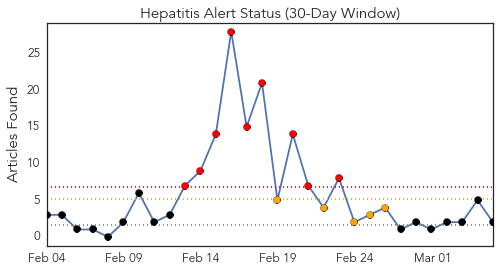 Hepatitis Alert Status (30-Day Window)
Articles Found
25
20
15
10
5
0
Feb 04 Feb 09 Feb 14 Feb 19 Feb 24 Mar 01